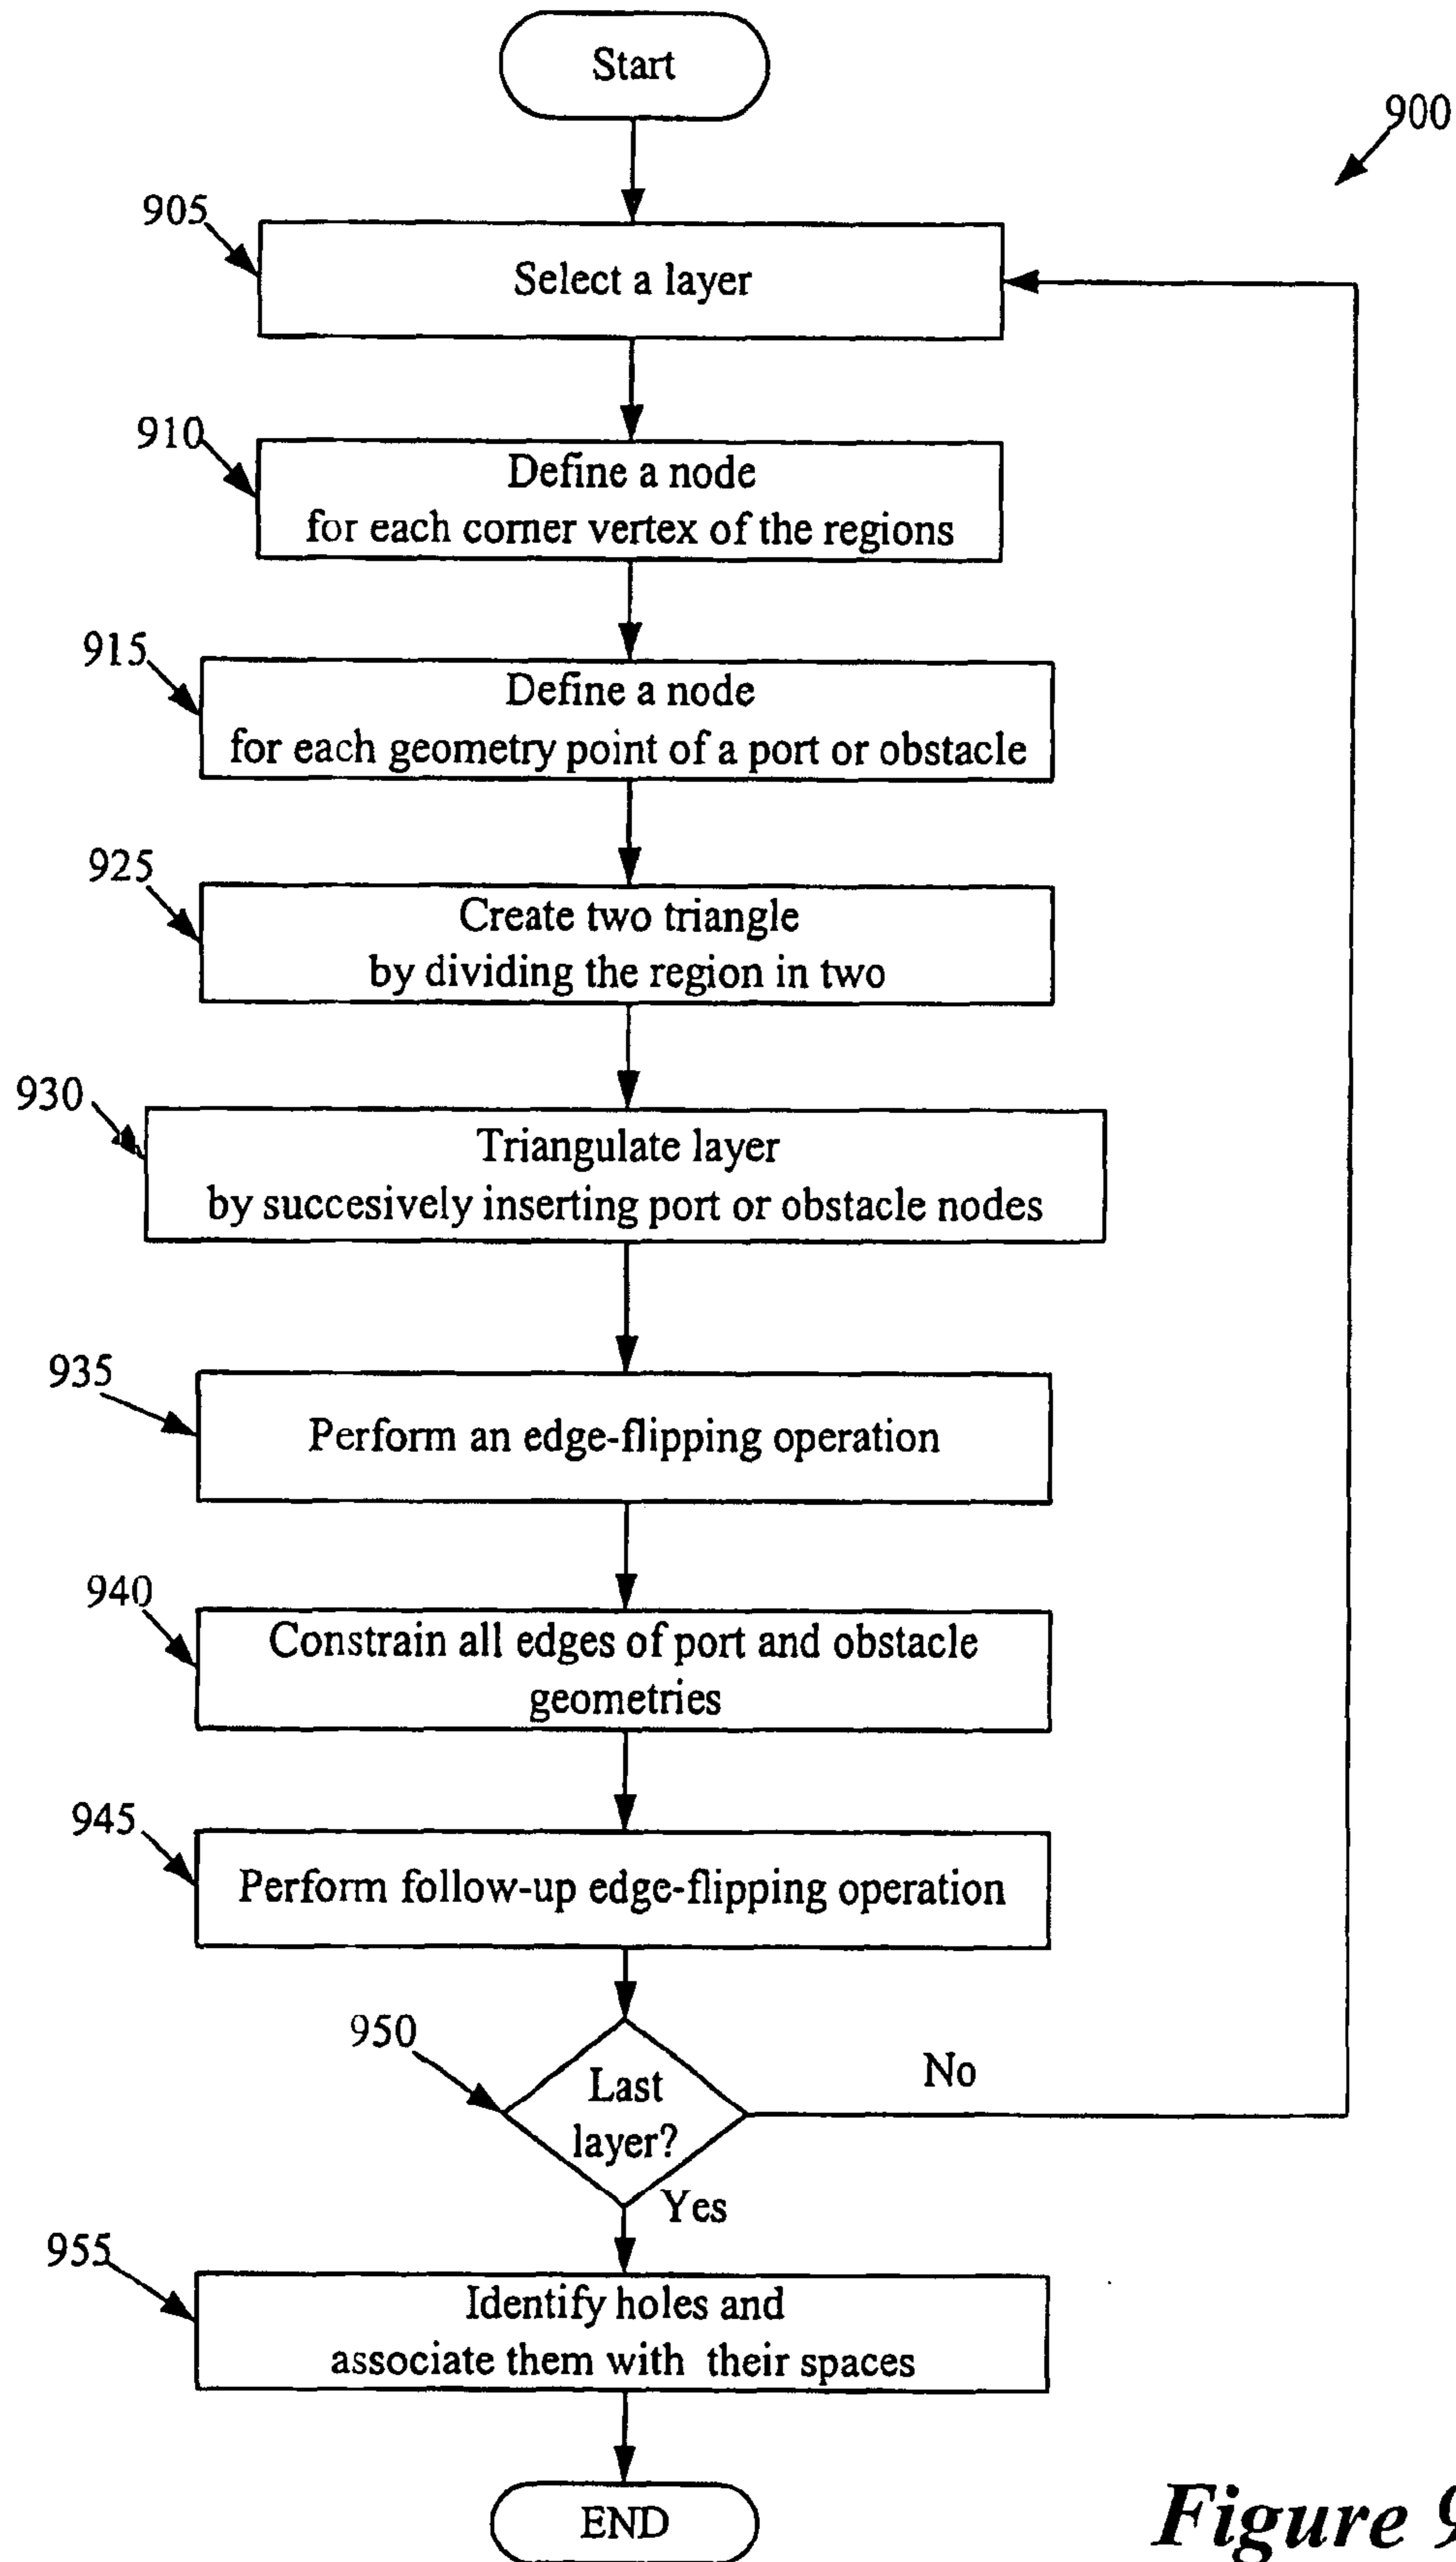 Start
900
905
Select a layer
910
Define a node
for each corner vertex of the regions
915
Define a node
for each geometry point of a port or obstacle
925
Create two triangle
by dividing the region in two
930
Triangulate layer
by succesively inserting port or obstacle nodes
935
Perform an edge-flipping operation
940
Constrain all edges of port and obstacle
geometries
945
Perform follow-up edge-flipping operation
950
Last
layer?
No
Yes
955
Identify holes and
associate them with their spaces
END
Figure 9